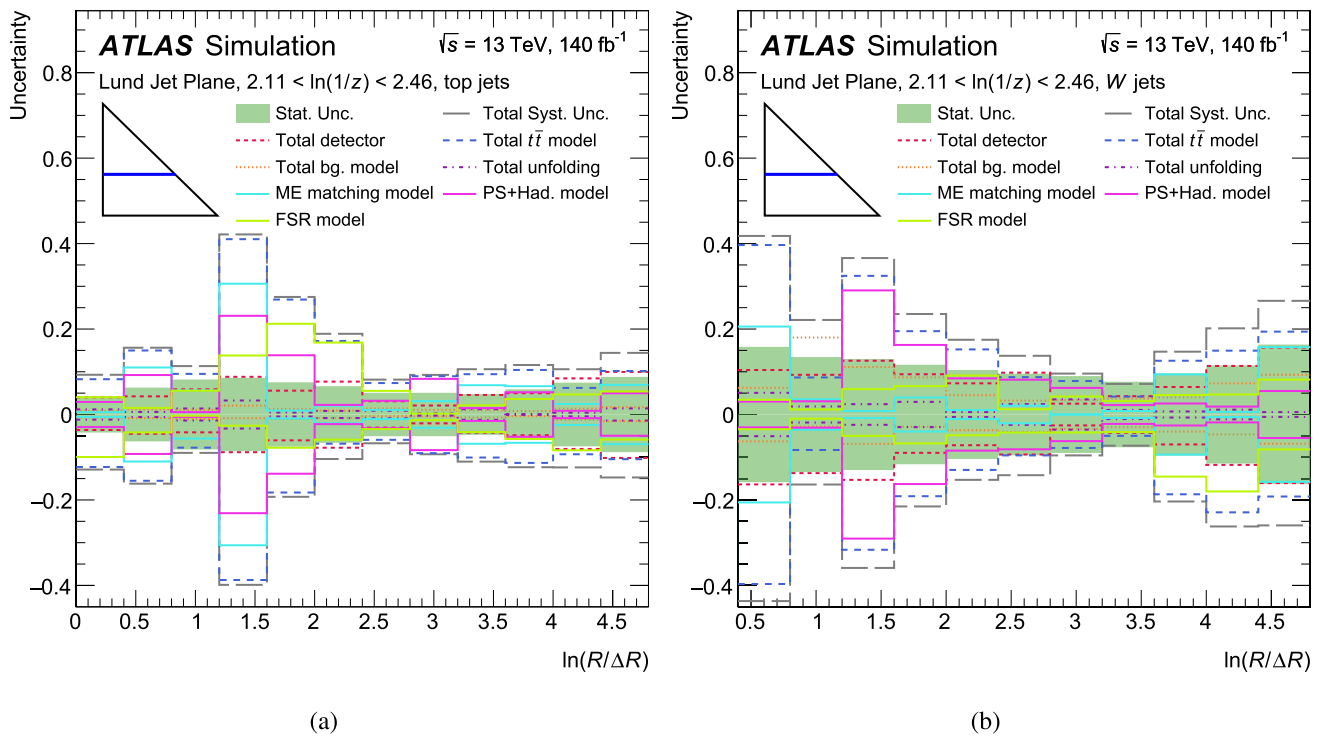 Uncertainty
0.8
0.6
0.4
0.2
0
−0.2
−0.4
ATLAS Simulation
√s = 13 TeV, 140 fb⁻¹
Lund Jet Plane, 2.11 < ln(1/z) < 2.46, top jets
Stat. Unc.
Total Syst. Unc.
Total detector
Total tt̄ model
Total bg. model
Total unfolding
ME matching model
PS+Had. model
FSR model
0 0.5 1 1.5 2 2.5 3 3.5 4 4.5
ln(R/ΔR)
(a)
Uncertainty
0.8
0.6
0.4
0.2
0
−0.2
−0.4
ATLAS Simulation
√s = 13 TeV, 140 fb⁻¹
Lund Jet Plane, 2.11 < ln(1/z) < 2.46, W jets
Stat. Unc.
Total Syst. Unc.
Total detector
Total tt̄ model
Total bg. model
Total unfolding
ME matching model
PS+Had. model
FSR model
0.5 1 1.5 2 2.5 3 3.5 4 4.5
ln(R/ΔR)
(b)